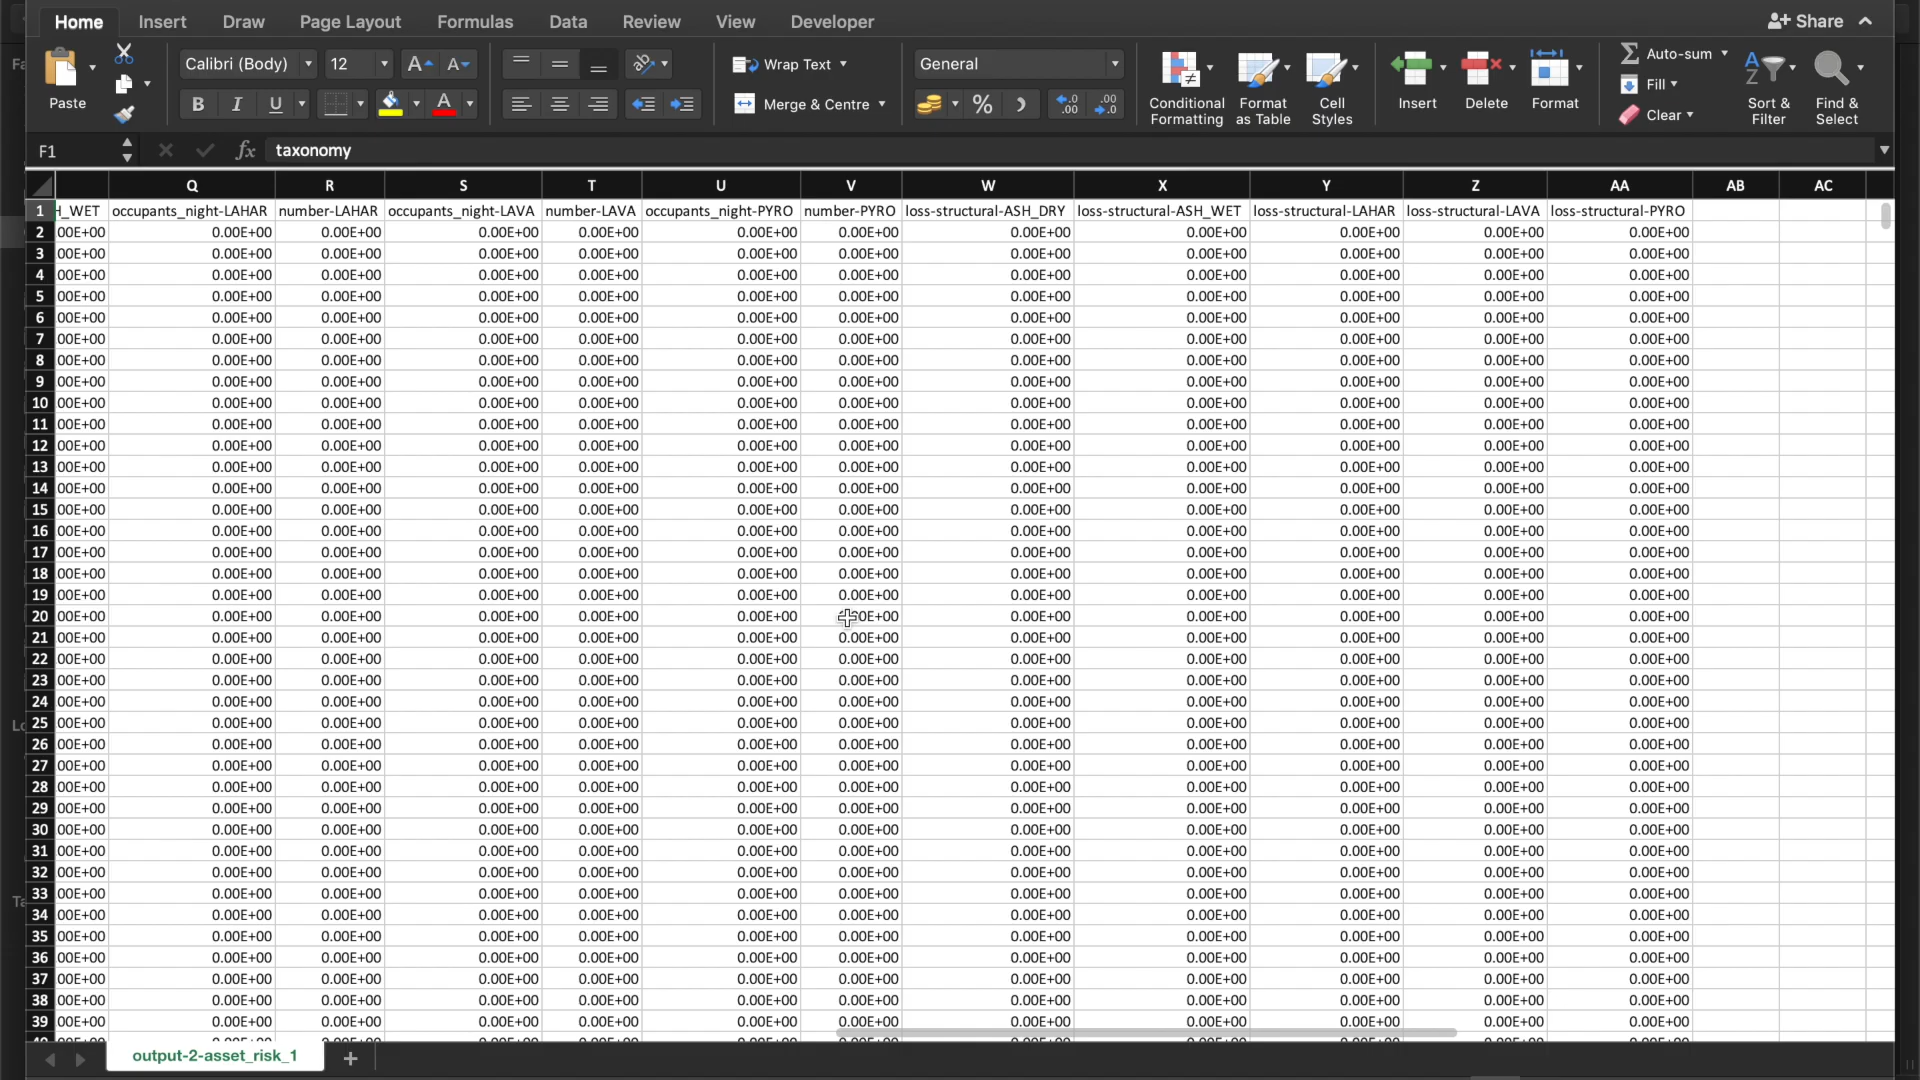 Home Insert Draw Page Layout Formulas Data Review View Developer Share
Calibri (Body) 12 Wrap Text General Auto-sum
Fill
Paste B I U Merge & Centre Conditional Formatting Format as Table Cell Styles Insert Delete Format Clear Sort & Filter Find & Select
F1 fx taxonomy
Q R S T U V W X Y Z AA AB AC
1 H_WET occupants_night-LAHAR number-LAHAR occupants_night-LAVA number-LAVA occupants_night-PYRO number-PYRO loss-structural-ASH_DRY loss-structural-ASH_WET loss-structural-LAHAR loss-structural-LAVA loss-structural-PYRO
2 00E+00 0.00E+00 0.00E+00 0.00E+00 0.00E+00 0.00E+00 0.00E+00 0.00E+00 0.00E+00 0.00E+00 0.00E+00 0.00E+00
3 00E+00 0.00E+00 0.00E+00 0.00E+00 0.00E+00 0.00E+00 0.00E+00 0.00E+00 0.00E+00 0.00E+00 0.00E+00 0.00E+00
4 00E+00 0.00E+00 0.00E+00 0.00E+00 0.00E+00 0.00E+00 0.00E+00 0.00E+00 0.00E+00 0.00E+00 0.00E+00 0.00E+00
5 00E+00 0.00E+00 0.00E+00 0.00E+00 0.00E+00 0.00E+00 0.00E+00 0.00E+00 0.00E+00 0.00E+00 0.00E+00 0.00E+00
6 00E+00 0.00E+00 0.00E+00 0.00E+00 0.00E+00 0.00E+00 0.00E+00 0.00E+00 0.00E+00 0.00E+00 0.00E+00 0.00E+00
7 00E+00 0.00E+00 0.00E+00 0.00E+00 0.00E+00 0.00E+00 0.00E+00 0.00E+00 0.00E+00 0.00E+00 0.00E+00 0.00E+00
8 00E+00 0.00E+00 0.00E+00 0.00E+00 0.00E+00 0.00E+00 0.00E+00 0.00E+00 0.00E+00 0.00E+00 0.00E+00 0.00E+00
9 00E+00 0.00E+00 0.00E+00 0.00E+00 0.00E+00 0.00E+00 0.00E+00 0.00E+00 0.00E+00 0.00E+00 0.00E+00 0.00E+00
10 00E+00 0.00E+00 0.00E+00 0.00E+00 0.00E+00 0.00E+00 0.00E+00 0.00E+00 0.00E+00 0.00E+00 0.00E+00 0.00E+00
11 00E+00 0.00E+00 0.00E+00 0.00E+00 0.00E+00 0.00E+00 0.00E+00 0.00E+00 0.00E+00 0.00E+00 0.00E+00 0.00E+00
12 00E+00 0.00E+00 0.00E+00 0.00E+00 0.00E+00 0.00E+00 0.00E+00 0.00E+00 0.00E+00 0.00E+00 0.00E+00 0.00E+00
13 00E+00 0.00E+00 0.00E+00 0.00E+00 0.00E+00 0.00E+00 0.00E+00 0.00E+00 0.00E+00 0.00E+00 0.00E+00 0.00E+00
14 00E+00 0.00E+00 0.00E+00 0.00E+00 0.00E+00 0.00E+00 0.00E+00 0.00E+00 0.00E+00 0.00E+00 0.00E+00 0.00E+00
15 00E+00 0.00E+00 0.00E+00 0.00E+00 0.00E+00 0.00E+00 0.00E+00 0.00E+00 0.00E+00 0.00E+00 0.00E+00 0.00E+00
16 00E+00 0.00E+00 0.00E+00 0.00E+00 0.00E+00 0.00E+00 0.00E+00 0.00E+00 0.00E+00 0.00E+00 0.00E+00 0.00E+00
17 00E+00 0.00E+00 0.00E+00 0.00E+00 0.00E+00 0.00E+00 0.00E+00 0.00E+00 0.00E+00 0.00E+00 0.00E+00 0.00E+00
18 00E+00 0.00E+00 0.00E+00 0.00E+00 0.00E+00 0.00E+00 0.00E+00 0.00E+00 0.00E+00 0.00E+00 0.00E+00 0.00E+00
19 00E+00 0.00E+00 0.00E+00 0.00E+00 0.00E+00 0.00E+00 0.00E+00 0.00E+00 0.00E+00 0.00E+00 0.00E+00 0.00E+00
20 00E+00 0.00E+00 0.00E+00 0.00E+00 0.00E+00 0.00E+00 0E+00 0.00E+00 0.00E+00 0.00E+00 0.00E+00 0.00E+00
21 00E+00 0.00E+00 0.00E+00 0.00E+00 0.00E+00 0.00E+00 0.00E+00 0.00E+00 0.00E+00 0.00E+00 0.00E+00 0.00E+00
22 00E+00 0.00E+00 0.00E+00 0.00E+00 0.00E+00 0.00E+00 0.00E+00 0.00E+00 0.00E+00 0.00E+00 0.00E+00 0.00E+00
23 00E+00 0.00E+00 0.00E+00 0.00E+00 0.00E+00 0.00E+00 0.00E+00 0.00E+00 0.00E+00 0.00E+00 0.00E+00 0.00E+00
24 00E+00 0.00E+00 0.00E+00 0.00E+00 0.00E+00 0.00E+00 0.00E+00 0.00E+00 0.00E+00 0.00E+00 0.00E+00 0.00E+00
25 00E+00 0.00E+00 0.00E+00 0.00E+00 0.00E+00 0.00E+00 0.00E+00 0.00E+00 0.00E+00 0.00E+00 0.00E+00 0.00E+00
26 00E+00 0.00E+00 0.00E+00 0.00E+00 0.00E+00 0.00E+00 0.00E+00 0.00E+00 0.00E+00 0.00E+00 0.00E+00 0.00E+00
27 00E+00 0.00E+00 0.00E+00 0.00E+00 0.00E+00 0.00E+00 0.00E+00 0.00E+00 0.00E+00 0.00E+00 0.00E+00 0.00E+00
28 00E+00 0.00E+00 0.00E+00 0.00E+00 0.00E+00 0.00E+00 0.00E+00 0.00E+00 0.00E+00 0.00E+00 0.00E+00 0.00E+00
29 00E+00 0.00E+00 0.00E+00 0.00E+00 0.00E+00 0.00E+00 0.00E+00 0.00E+00 0.00E+00 0.00E+00 0.00E+00 0.00E+00
30 00E+00 0.00E+00 0.00E+00 0.00E+00 0.00E+00 0.00E+00 0.00E+00 0.00E+00 0.00E+00 0.00E+00 0.00E+00 0.00E+00
31 00E+00 0.00E+00 0.00E+00 0.00E+00 0.00E+00 0.00E+00 0.00E+00 0.00E+00 0.00E+00 0.00E+00 0.00E+00 0.00E+00
32 00E+00 0.00E+00 0.00E+00 0.00E+00 0.00E+00 0.00E+00 0.00E+00 0.00E+00 0.00E+00 0.00E+00 0.00E+00 0.00E+00
33 00E+00 0.00E+00 0.00E+00 0.00E+00 0.00E+00 0.00E+00 0.00E+00 0.00E+00 0.00E+00 0.00E+00 0.00E+00 0.00E+00
34 00E+00 0.00E+00 0.00E+00 0.00E+00 0.00E+00 0.00E+00 0.00E+00 0.00E+00 0.00E+00 0.00E+00 0.00E+00 0.00E+00
35 00E+00 0.00E+00 0.00E+00 0.00E+00 0.00E+00 0.00E+00 0.00E+00 0.00E+00 0.00E+00 0.00E+00 0.00E+00 0.00E+00
36 00E+00 0.00E+00 0.00E+00 0.00E+00 0.00E+00 0.00E+00 0.00E+00 0.00E+00 0.00E+00 0.00E+00 0.00E+00 0.00E+00
37 00E+00 0.00E+00 0.00E+00 0.00E+00 0.00E+00 0.00E+00 0.00E+00 0.00E+00 0.00E+00 0.00E+00 0.00E+00 0.00E+00
38 00E+00 0.00E+00 0.00E+00 0.00E+00 0.00E+00 0.00E+00 0.00E+00 0.00E+00 0.00E+00 0.00E+00 0.00E+00 0.00E+00
39 00E+00 0.00E+00 0.00E+00 0.00E+00 0.00E+00 0.00E+00 0.00E+00 0.00E+00 0.00E+00 0.00E+00 0.00E+00 0.00E+00
output-2-asset_risk_1